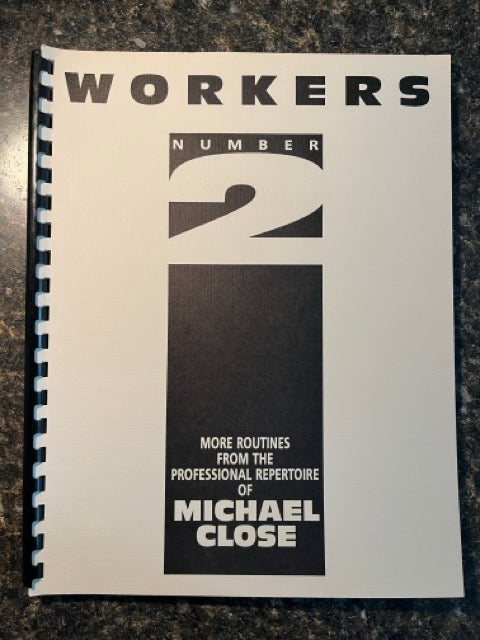 WORKERS
NUMBER
2
MORE ROUTINES
FROM THE
PROFESSIONAL REPERTOIRE
OF
MICHAEL
CLOSE